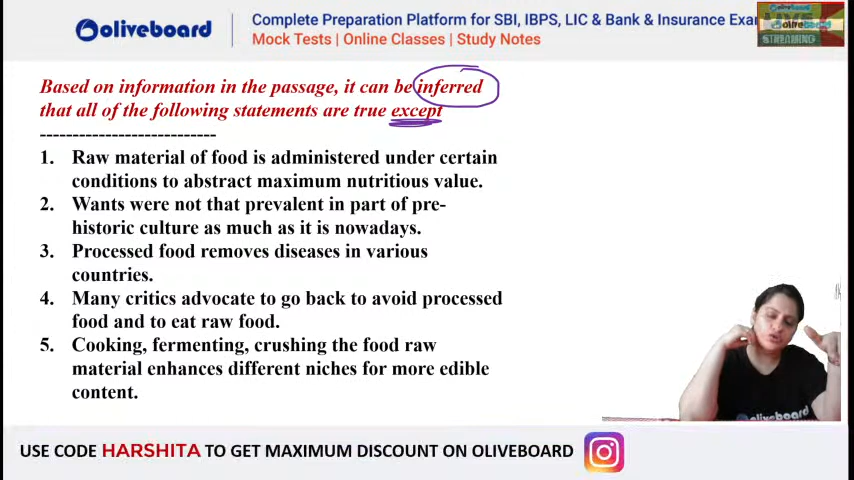 oliveboard
Complete Preparation Platform for SBI, IBPS, LIC & Bank & Insurance Exa
Mock Tests | Online Classes | Study Notes
oliveboard
STREAMING
Based on information in the passage, it can be inferred
that all of the following statements are true except
---------------------------
1. Raw material of food is administered under certain
conditions to abstract maximum nutritious value.
2. Wants were not that prevalent in part of pre-
historic culture as much as it is nowadays.
3. Processed food removes diseases in various
countries.
4. Many critics advocate to go back to avoid processed
food and to eat raw food.
5. Cooking, fermenting, crushing the food raw
material enhances different niches for more edible
content.
oliveboard
USE CODE HARSHITA TO GET MAXIMUM DISCOUNT ON OLIVEBOARD